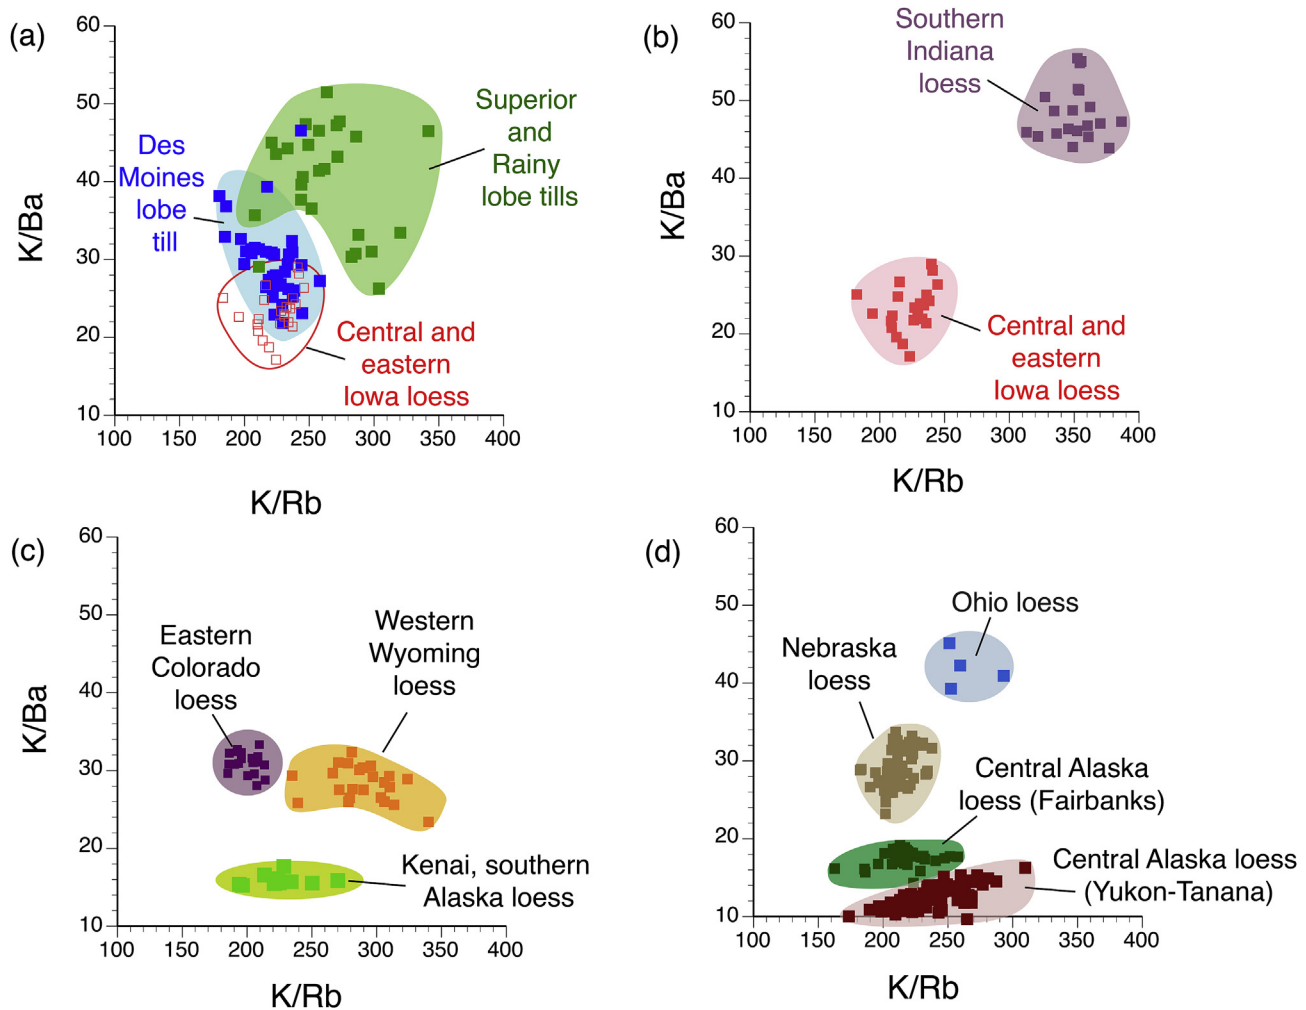 (a)
60
50
40
30
20
10
100
150
200
250
300
350
400
K/Ba
K/Rb
Des
Moines
lobe
till
Superior
and
Rainy
lobe tills
Central and
eastern
Iowa loess
(b)
60
50
40
30
20
10
100
150
200
250
300
350
400
K/Ba
K/Rb
Southern
Indiana
loess
Central and
eastern
Iowa loess
(c)
60
50
40
30
20
10
100
150
200
250
300
350
400
K/Ba
K/Rb
Eastern
Colorado
loess
Western
Wyoming
loess
Kenai, southern
Alaska loess
(d)
60
50
40
30
20
10
100
150
200
250
300
350
400
K/Rb
Ohio loess
Nebraska
loess
Central Alaska
loess (Fairbanks)
Central Alaska loess
(Yukon-Tanana)